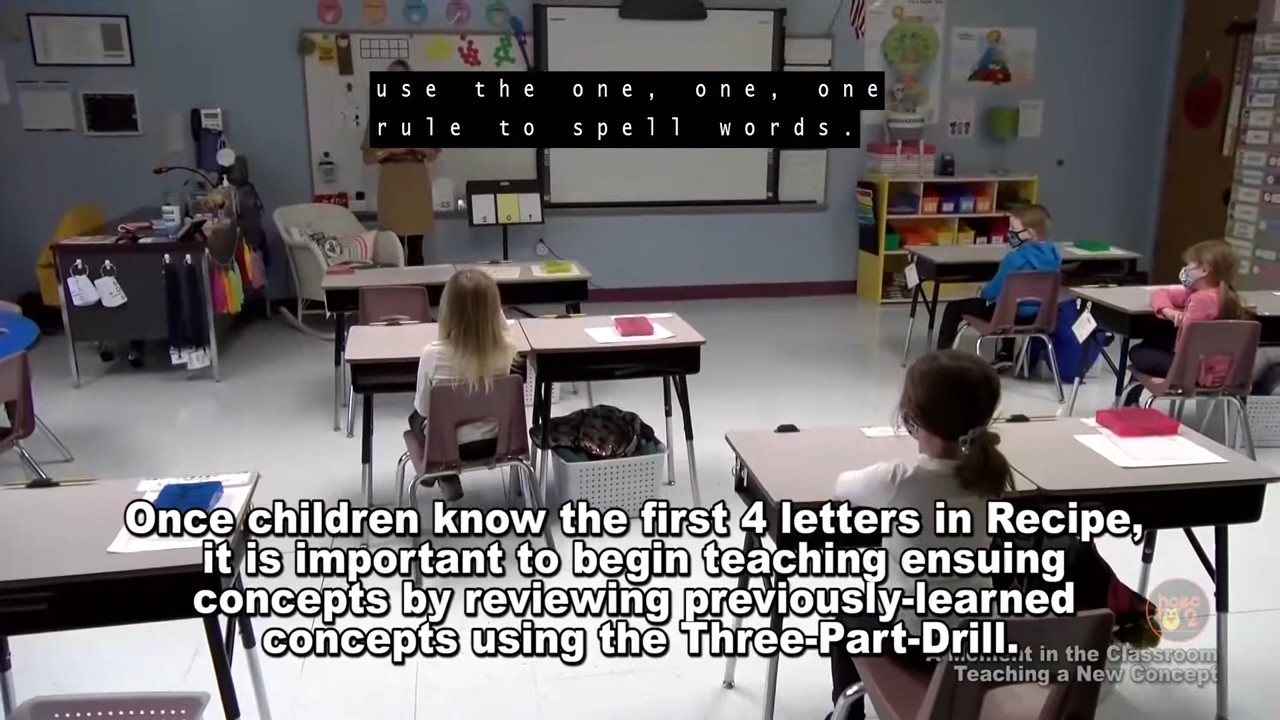 use the one, one, one
rule to spell words.
-SS
S O T
Once children know the first 4 letters in Recipe,
it is important to begin teaching ensuing
concepts by reviewing previously-learned
concepts using the Three-Part-Drill.
A Moment in the Classroom
Teaching a New Concept